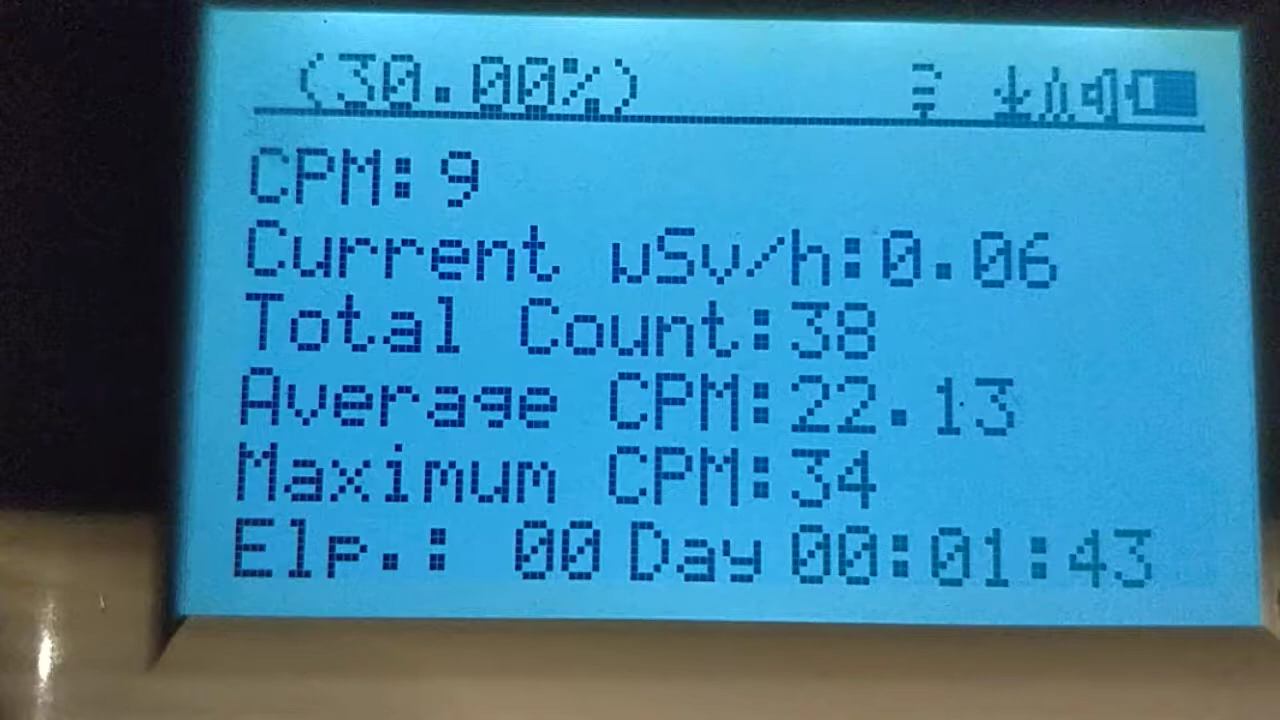 (30.00%)
CPM:9
Current µSv/h:0.06
Total Count:38
Average CPM:22.13
Maximum CPM:34
Elp.: 00 Day 00:01:43